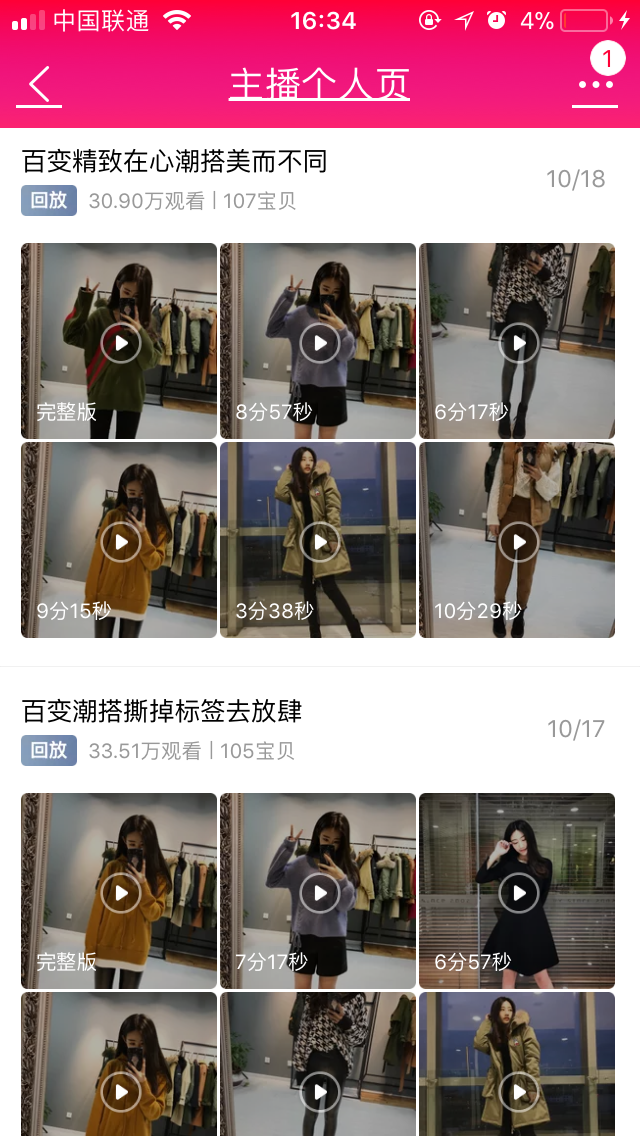 中国联通
16:34
4%
1
主播个人页
百变精致在心潮搭美而不同
10/18
回放
30.90万观看 | 107宝贝
完整版
8分57秒
6分17秒
9分15秒
3分38秒
10分29秒
百变潮搭撕掉标签去放肆
10/17
回放
33.51万观看 | 105宝贝
完整版
7分17秒
6分57秒